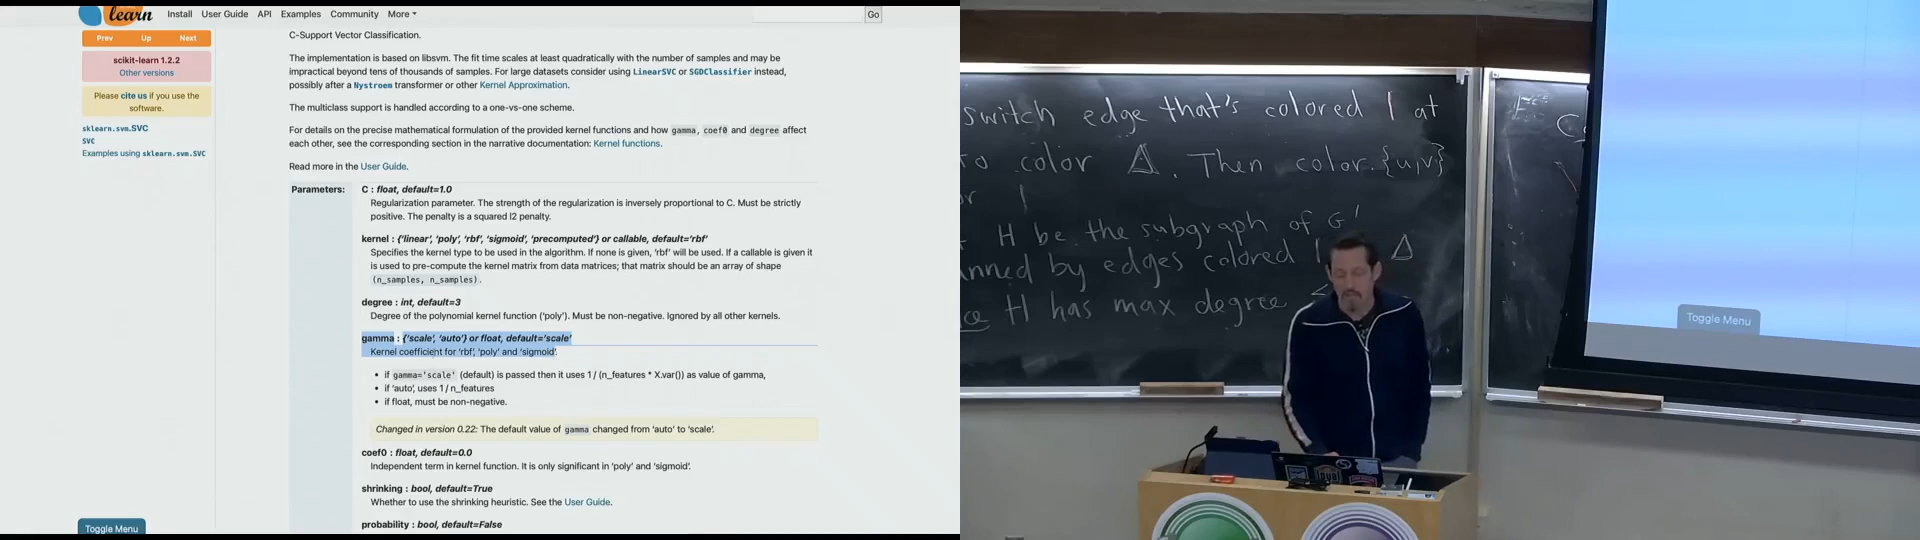 learn
Install User Guide API Examples Community More
Go
Prev Up Next
scikit-learn 1.2.2
Other versions
Please cite us if you use the
software.
sklearn.svm.SVC
SVC
Examples using sklearn.svm.SVC
Toggle Menu
C-Support Vector Classification.
The implementation is based on libsvm. The fit time scales at least quadratically with the number of samples and may be
impractical beyond tens of thousands of samples. For large datasets consider using LinearSVC or SGDClassifier instead,
possibly after a Nystroem transformer or other Kernel Approximation.
The multiclass support is handled according to a one-vs-one scheme.
For details on the precise mathematical formulation of the provided kernel functions and how gamma, coef0 and degree affect
each other, see the corresponding section in the narrative documentation: Kernel functions.
Read more in the User Guide.
Parameters:
C : float, default=1.0
Regularization parameter. The strength of the regularization is inversely proportional to C. Must be strictly
positive. The penalty is a squared l2 penalty.
kernel : {‘linear’, ‘poly’, ‘rbf’, ‘sigmoid’, ‘precomputed’} or callable, default=’rbf’
Specifies the kernel type to be used in the algorithm. If none is given, ‘rbf’ will be used. If a callable is given it
is used to pre-compute the kernel matrix from data matrices; that matrix should be an array of shape
(n_samples, n_samples).
degree : int, default=3
Degree of the polynomial kernel function (‘poly’). Must be non-negative. Ignored by all other kernels.
gamma : {‘scale’, ‘auto’} or float, default=’scale’
Kernel coefficient for ‘rbf’, ‘poly’ and ‘sigmoid’.
• if gamma='scale' (default) is passed then it uses 1 / (n_features * X.var()) as value of gamma,
• if ‘auto’, uses 1 / n_features
• if float, must be non-negative.
Changed in version 0.22: The default value of gamma changed from ‘auto’ to ‘scale’.
coef0 : float, default=0.0
Independent term in kernel function. It is only significant in ‘poly’ and ‘sigmoid’.
shrinking : bool, default=True
Whether to use the shrinking heuristic. See the User Guide.
probability : bool, default=False
switch edge that's colored 1 at
to color Δ. Then color {u,v}
1
H be the subgraph of G'
by edges colored 1 Δ
H has max degree
Toggle Menu